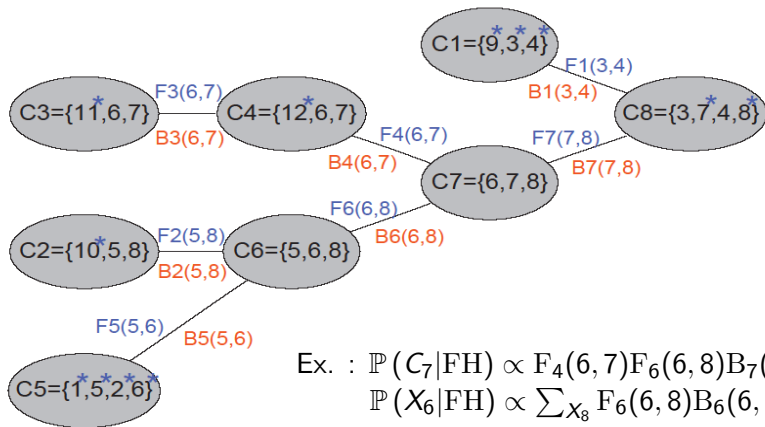 C1={9,3,4}
* * *
F1(3,4)
B1(3,4)
C3={11,6,7}
*
F3(6,7)
B3(6,7)
C4={12,6,7}
*
F4(6,7)
B4(6,7)
F7(7,8)
B7(7,8)
C8={3,7,4,8}
* *
C7={6,7,8}
F6(6,8)
B6(6,8)
C2={10,5,8}
*
F2(5,8)
B2(5,8)
C6={5,6,8}
F5(5,6)
B5(5,6)
C5={1,5,2,6}
* * * *
Ex. : ℙ(C₇|FH) ∝ F₄(6,7)F₆(6,8)B₇(
ℙ(X₆|FH) ∝ ∑_{X₈} F₆(6,8)B₆(6,